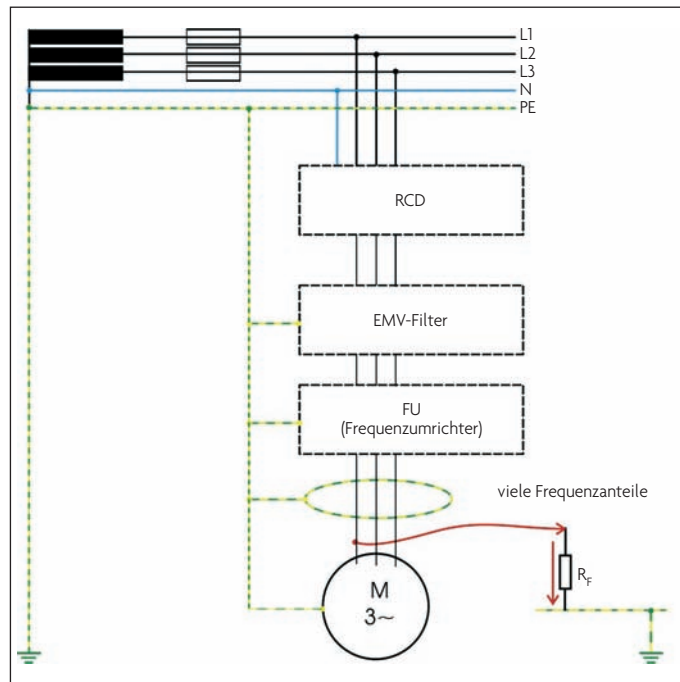 L1
L2
L3
N
PE
RCD
EMV-Filter
FU
(Frequenzumrichter)
viele Frequenzanteile
R_F
M
3~